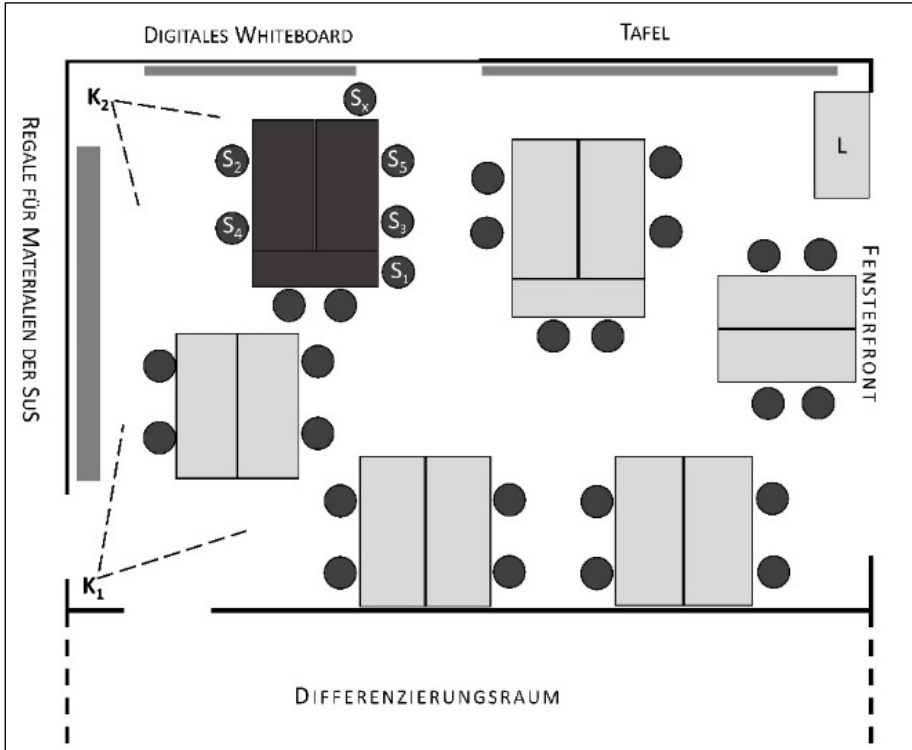 DIGITALES WHITEBOARD
TAFEL
K₂
Sₓ
L
S₂
S₅
S₄
S₃
S₁
REGALE FÜR MATERIALIEN DER SUS
FENSTERFRONT
K₁
DIFFERENZIERUNGSRAUM